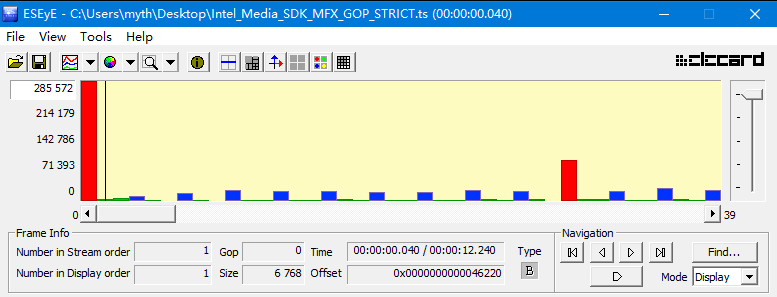 ESEyE - C:\Users\myth\Desktop\Intel_Media_SDK_MFX_GOP_STRICT.ts (00:00:00.040)
File View Tools Help
elecard
285 572
214 179
142 786
71 393
0
0 39
Frame Info
Number in Stream order 1 Gop 0 Time 00:00:00.040 / 00:00:12.240 Type
Number in Display order 1 Size 6 768 Offset 0x0000000000046220 B
Navigation
Find...
Mode Display